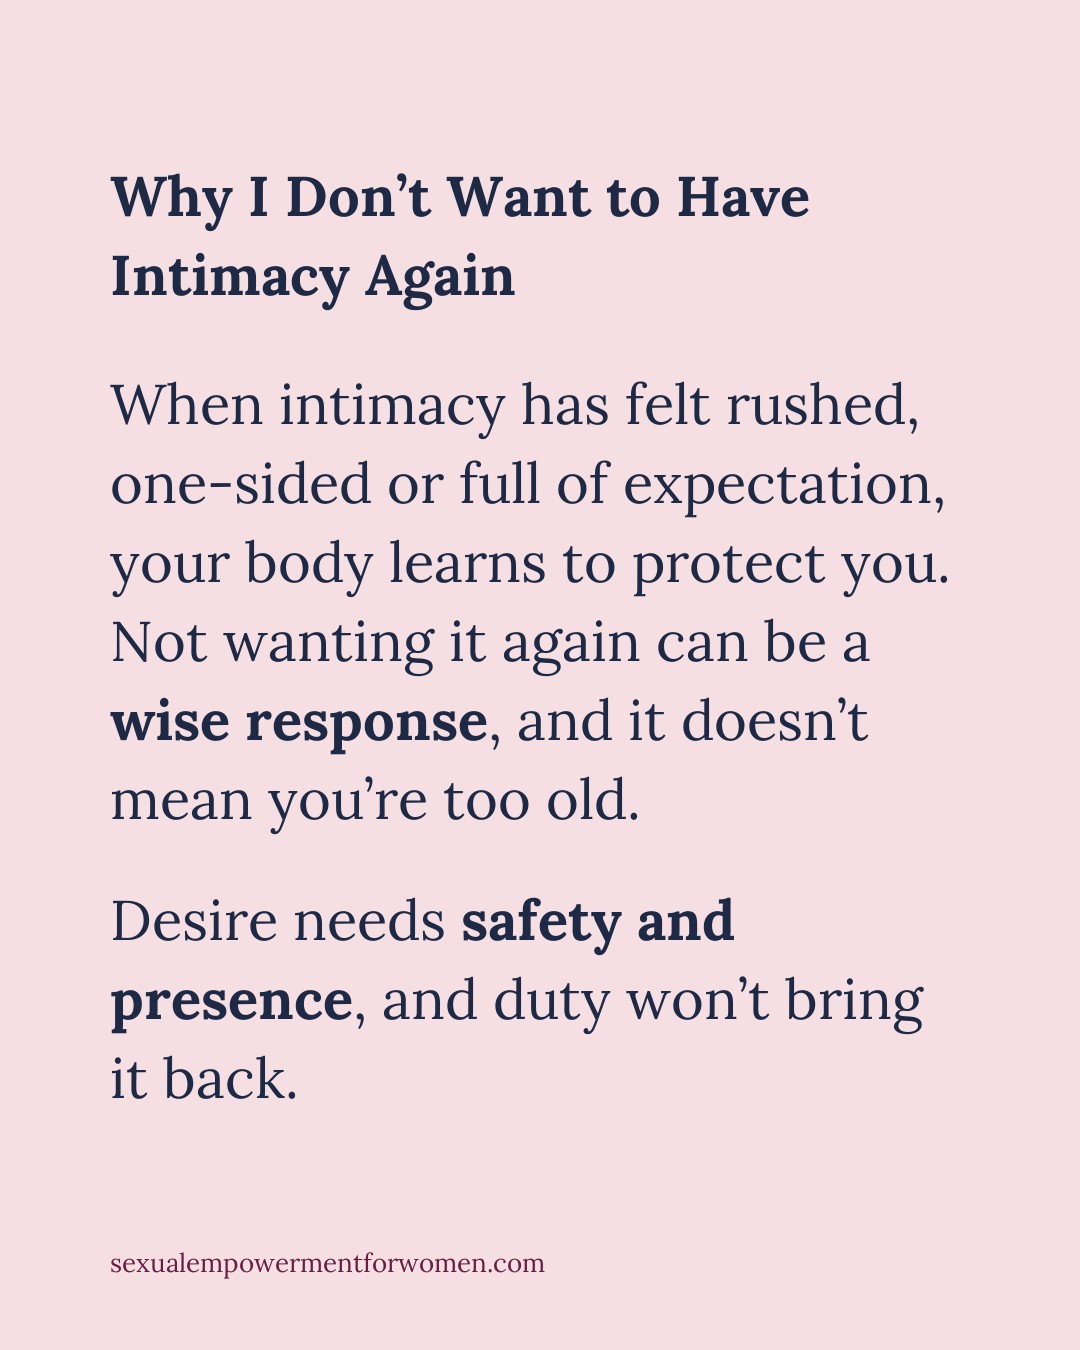 Why I Don’t Want to Have
Intimacy Again
When intimacy has felt rushed,
one-sided or full of expectation,
your body learns to protect you.
Not wanting it again can be a
wise response, and it doesn’t
mean you’re too old.
Desire needs safety and
presence, and duty won’t bring
it back.
sexualempowermentforwomen.com